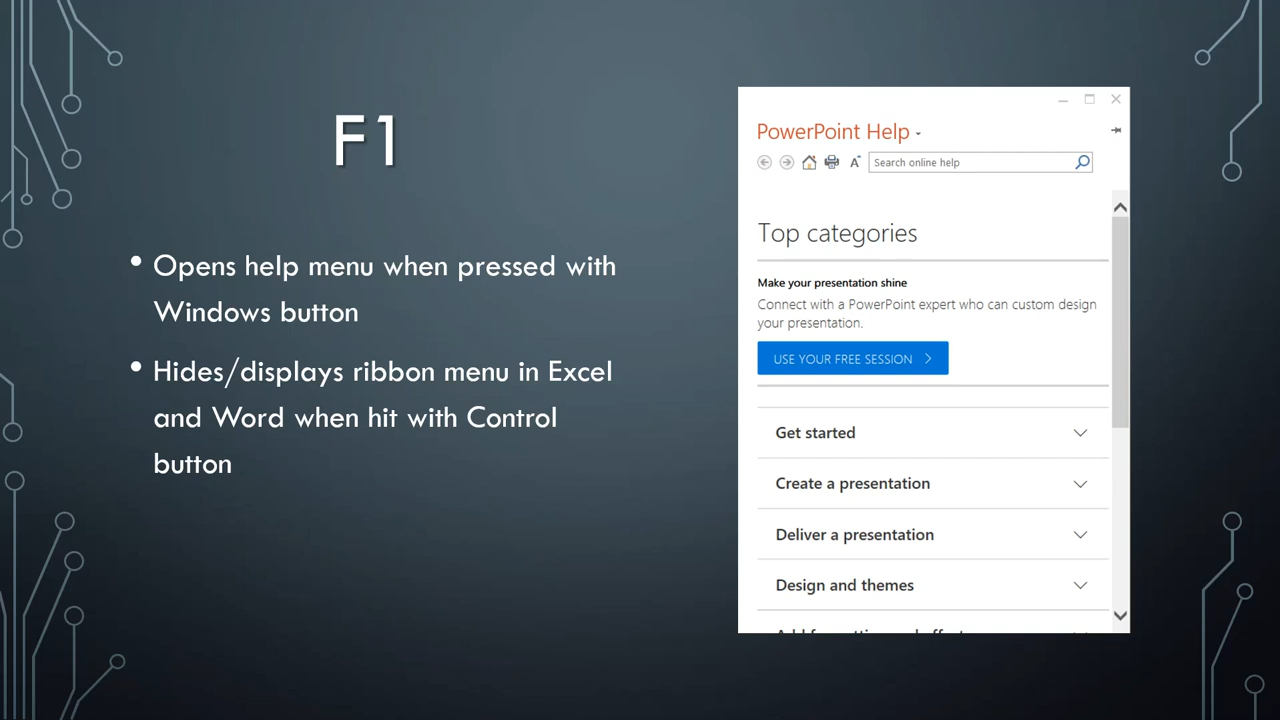 F1
• Opens help menu when pressed with
Windows button
• Hides/displays ribbon menu in Excel
and Word when hit with Control
button
PowerPoint Help
Search online help
Top categories
Make your presentation shine
Connect with a PowerPoint expert who can custom design
your presentation.
USE YOUR FREE SESSION
Get started
Create a presentation
Deliver a presentation
Design and themes